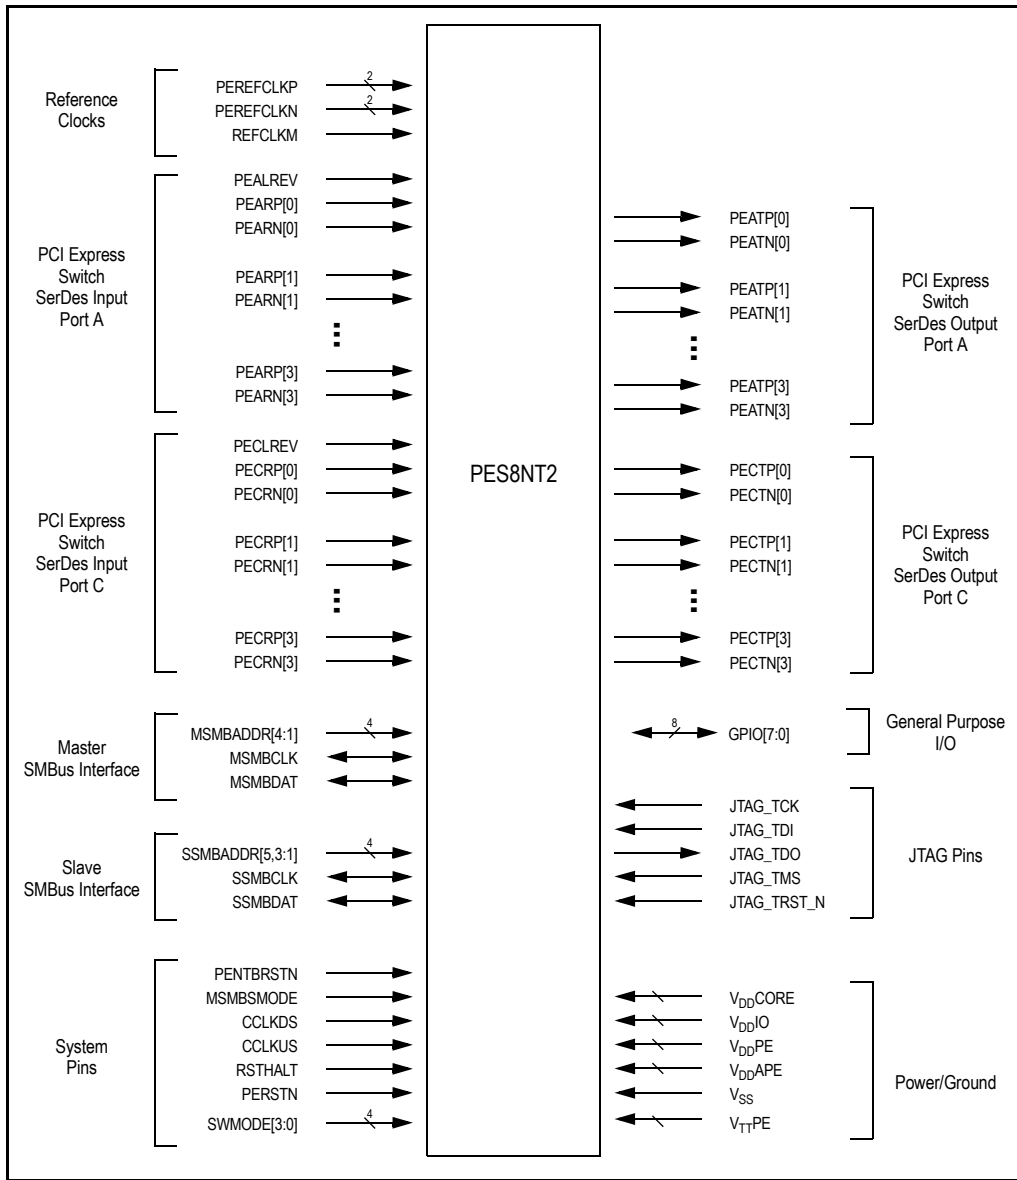 Reference
Clocks
PEREFCLKP
2
PEREFCLKN
2
REFCLKM
PCI Express
Switch
SerDes Input
Port A
PEALREV
PEARP[0]
PEARN[0]
PEARP[1]
PEARN[1]
PEARP[3]
PEARN[3]
PCI Express
Switch
SerDes Input
Port C
PECLREV
PECRP[0]
PECRN[0]
PECRP[1]
PECRN[1]
PECRP[3]
PECRN[3]
Master
SMBus Interface
MSMBADDR[4:1]
4
MSMBCLK
MSMBDAT
Slave
SMBus Interface
SSMBADDR[5,3:1]
4
SSMBCLK
SSMBDAT
System
Pins
PENTBRSTN
MSMBSMODE
CCLKDS
CCLKUS
RSTHALT
PERSTN
SWMODE[3:0]
4
PES8NT2
PEATP[0]
PEATN[0]
PEATP[1]
PEATN[1]
PEATP[3]
PEATN[3]
PCI Express
Switch
SerDes Output
Port A
PECTP[0]
PECTN[0]
PECTP[1]
PECTN[1]
PECTP[3]
PECTN[3]
PCI Express
Switch
SerDes Output
Port C
8
GPIO[7:0]
General Purpose
I/O
JTAG_TCK
JTAG_TDI
JTAG_TDO
JTAG_TMS
JTAG_TRST_N
JTAG Pins
VDDCORE
VDDIO
VDDPE
VDDAPE
VSS
VTTPE
Power/Ground